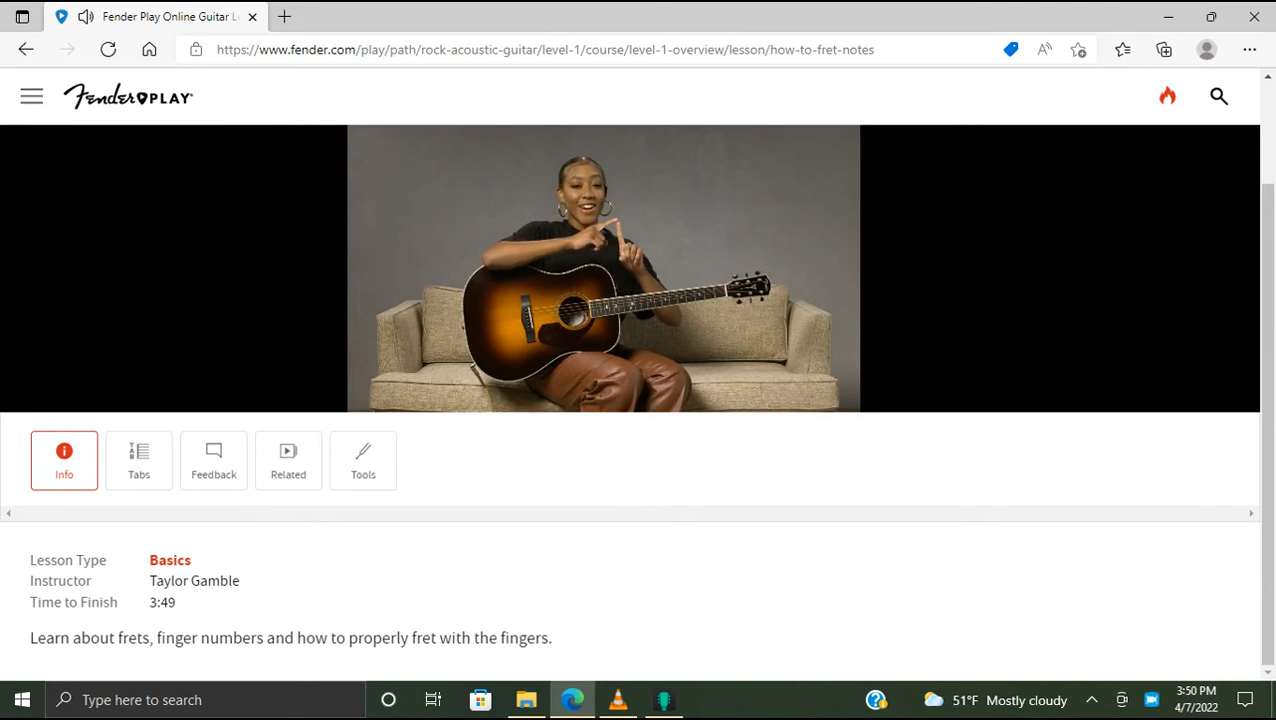 Fender Play Online Guitar Le
https://www.fender.com/play/path/rock-acoustic-guitar/level-1/course/level-1-overview/lesson/how-to-fret-notes
Fender PLAY
Info
Tabs
Feedback
Related
Tools
Lesson Type Basics
Instructor Taylor Gamble
Time to Finish 3:49
Learn about frets, finger numbers and how to properly fret with the fingers.
Type here to search
51°F Mostly cloudy
3:50 PM
4/7/2022